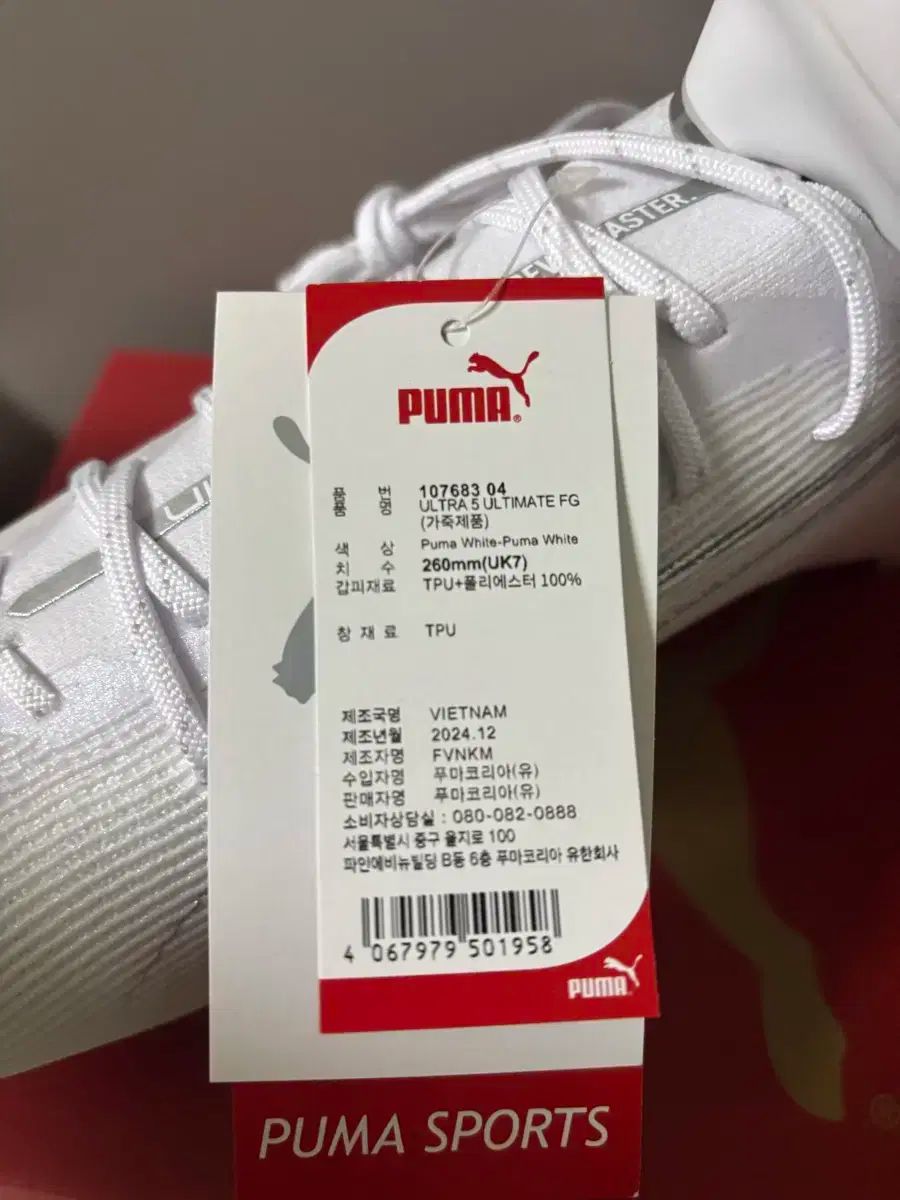 ASTER.
PUMA
품 번 107683 04
품 명 ULTRA 5 ULTIMATE FG
(가죽제품)
색 상 Puma White-Puma White
치 수 260mm(UK7)
갑피재료 TPU+폴리에스터 100%
창 재 료 TPU
제조국명 VIETNAM
제조년월 2024.12
제조자명 FVNKM
수입자명 푸마코리아(유)
판매자명 푸마코리아(유)
소비자상담실 : 080-082-0888
서울특별시 중구 을지로 100
파인에비뉴빌딩 B동 6층 푸마코리아 유한회사
4 067979 501958
PUMA
PUMA SPORTS